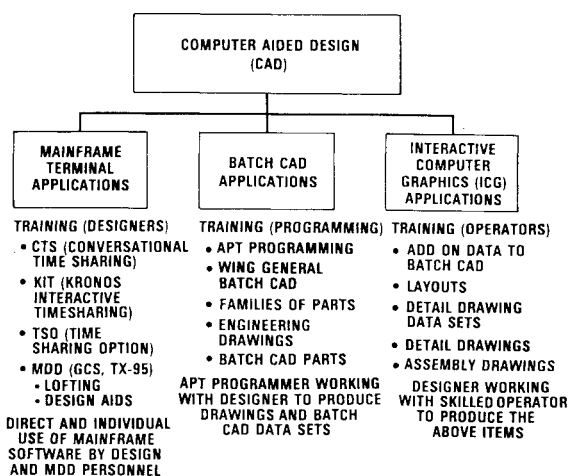 COMPUTER AIDED DESIGN
(CAD)
MAINFRAME
TERMINAL
APPLICATIONS
TRAINING (DESIGNERS)
• CTS (CONVERSATIONAL
TIME SHARING)
• KIT (KRONOS
INTERACTIVE
TIMESHARING)
• TSO (TIME
SHARING OPTION)
• MDD (GCS, TX-95)
• LOFTING
• DESIGN AIDS
DIRECT AND INDIVIDUAL
USE OF MAINFRAME
SOFTWARE BY DESIGN
AND MDD PERSONNEL
BATCH CAD
APPLICATIONS
TRAINING (PROGRAMMING)
• APT PROGRAMMING
• WING GENERAL
BATCH CAD
• FAMILIES OF PARTS
• ENGINEERING
DRAWINGS
• BATCH CAD PARTS
APT PROGRAMMER WORKING
WITH DESIGNER TO PRODUCE
DRAWINGS AND BATCH
CAD DATA SETS
INTERACTIVE
COMPUTER
GRAPHICS (ICG)
APPLICATIONS
TRAINING (OPERATORS)
• ADD ON DATA TO
BATCH CAD
• LAYOUTS
• DETAIL DRAWING
DATA SETS
• DETAIL DRAWINGS
• ASSEMBLY DRAWINGS
DESIGNER WORKING
WITH SKILLED OPERATOR
TO PRODUCE THE
ABOVE ITEMS